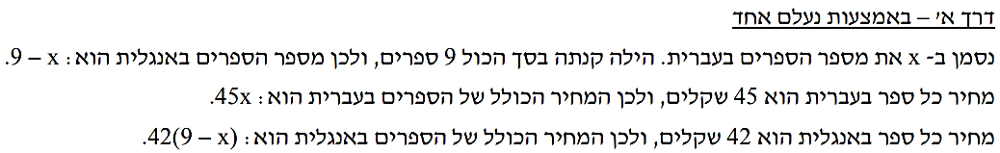 דרך א' – באמצעות נעלם אחד
נסמן ב- x את מספר הספרים בעברית. הילה קנתה בסך הכול 9 ספרים, ולכן מספר הספרים באנגלית הוא: 9 – x.
מחיר כל ספר בעברית הוא 45 שקלים, ולכן המחיר הכולל של הספרים בעברית הוא: 45x.
מחיר כל ספר באנגלית הוא 42 שקלים, ולכן המחיר הכולל של הספרים באנגלית הוא: 42(9 – x).